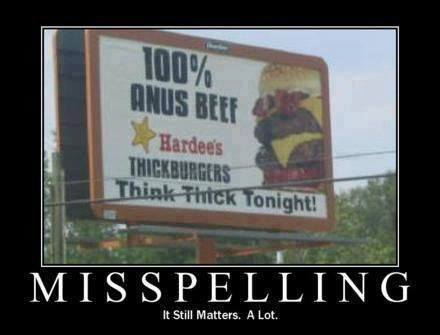 100%
ANUS BEEF
Hardee's
THICKBURGERS
Think Thick Tonight!
MISSPELLING
It Still Matters. A Lot.